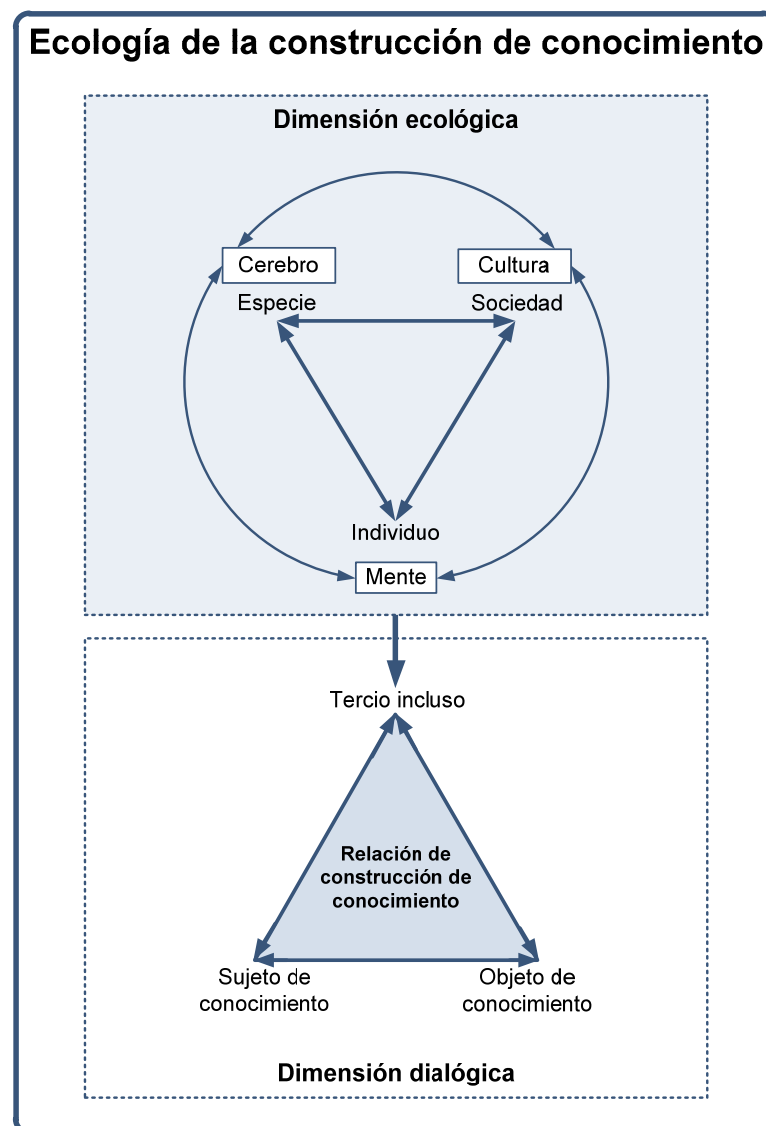 Ecología de la construcción de conocimiento
Dimensión ecológica
Cerebro
Cultura
Especie
Sociedad
Individuo
Mente
Tercio incluso
Relación de
construcción de
conocimiento
Sujeto de
conocimiento
Objeto de
conocimiento
Dimensión dialógica